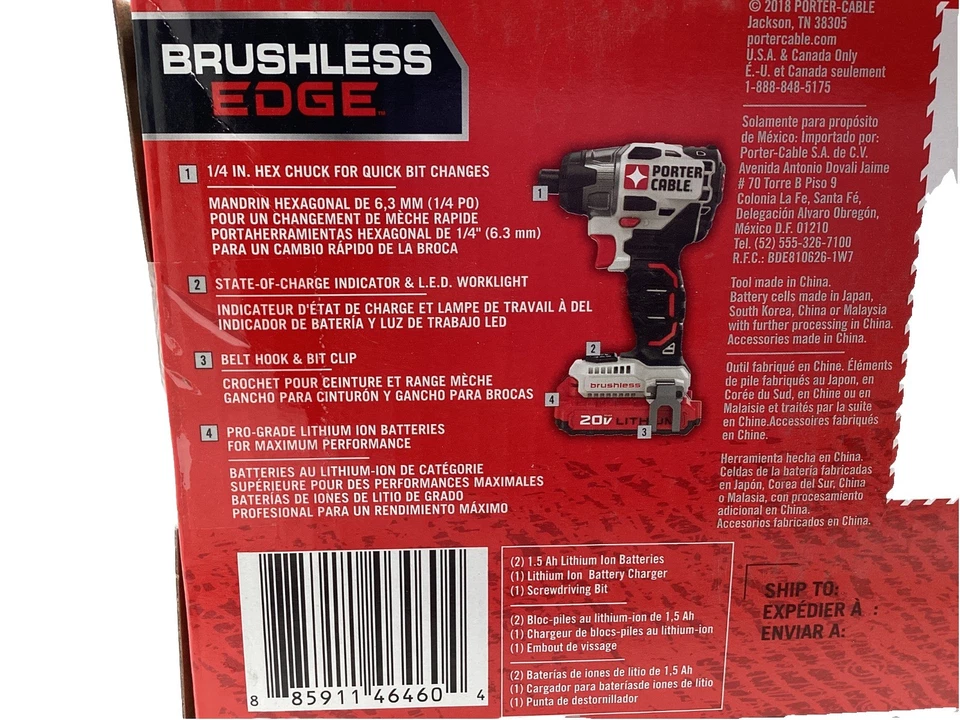 BRUSHLESS
EDGE™
1 1/4 IN. HEX CHUCK FOR QUICK BIT CHANGES
MANDRIN HEXAGONAL DE 6,3 MM (1/4 PO)
POUR UN CHANGEMENT DE MÈCHE RAPIDE
PORTAHERRAMIENTAS HEXAGONAL DE 1/4" (6.3 mm)
PARA UN CAMBIO RÁPIDO DE LA BROCA
2 STATE-OF-CHARGE INDICATOR & L.E.D. WORKLIGHT
INDICATEUR D'ÉTAT DE CHARGE ET LAMPE DE TRAVAIL À DEL
INDICADOR DE BATERÍA Y LUZ DE TRABAJO LED
3 BELT HOOK & BIT CLIP
CROCHET POUR CEINTURE ET RANGE MÈCHE
GANCHO PARA CINTURÓN Y GANCHO PARA BROCAS
4 PRO-GRADE LITHIUM ION BATTERIES
FOR MAXIMUM PERFORMANCE
BATTERIES AU LITHIUM-ION DE CATÉGORIE
SUPÉRIEURE POUR DES PERFORMANCES MAXIMALES
BATERÍAS DE IONES DE LITIO DE GRADO
PROFESIONAL PARA UN RENDIMIENTO MÁXIMO
1
PORTER
CABLE
2
brushless
4
20v LITHIUM
3
© 2018 PORTER-CABLE
Jackson, TN 38305
portercable.com
U.S.A. & Canada Only
É.-U. et Canada seulement
1-888-848-5175
Solamente para propósito
de México: Importado por:
Porter-Cable S.A. de C.V.
Avenida Antonio Dovali Jaime
# 70 Torre B Piso 9
Colonia La Fe, Santa Fé,
Delegación Alvaro Obregón,
México D.F. 01210
Tel. (52) 555-326-7100
R.F.C.: BDE810626-1W7
Tool made in China.
Battery cells made in Japan,
South Korea, China or Malaysia
with further processing in China.
Accessories made in China.
Outil fabriqué en Chine. Éléments
de pile fabriqués au Japon, en
Corée du Sud, en Chine ou en
Malaisie et traités par la suite
en Chine.Accessoires fabriqués
en Chine.
Herramienta hecha en China.
Celdas de la batería fabricadas
en Japón, Corea del Sur, China
o Malasia, con procesamiento
adicional en China.
Accesorios fabricados en China.
8 85911 46460 4
(2) 1.5 Ah Lithium Ion Batteries
(1) Lithium Ion Battery Charger
(1) Screwdriving Bit
(2) Bloc-piles au lithium-ion de 1,5 Ah
(1) Chargeur de blocs-piles au lithium-ion
(1) Embout de vissage
(2) Baterías de iones de litio de 1,5 Ah
(1) Cargador para bateríasde iones de litio
(1) Punta de destornillador
SHIP TO:
EXPÉDIER À :
ENVIAR A: